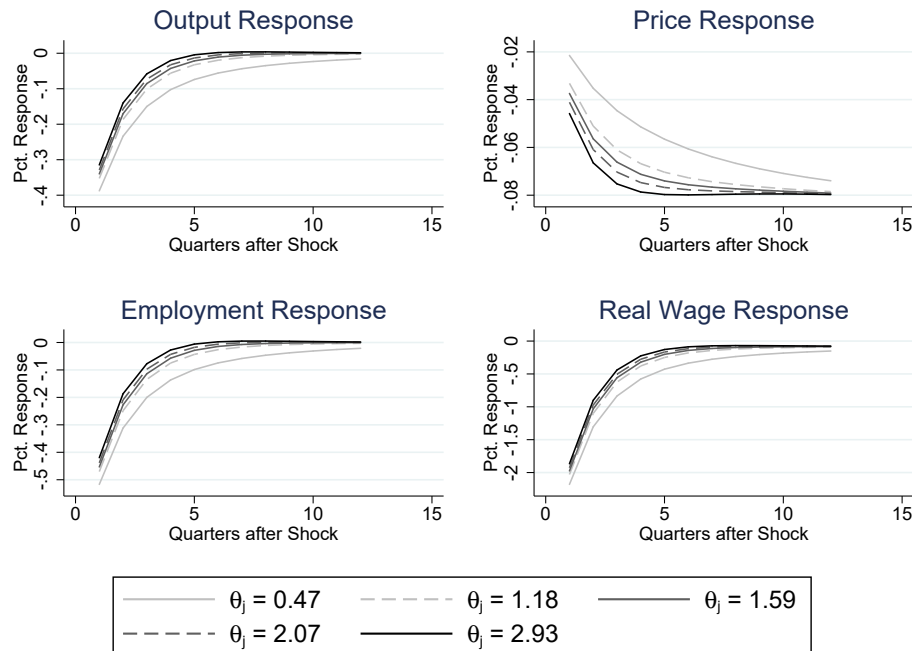 Output Response
Price Response
Pct. Response
0
-.1
-.2
-.3
-.4
0
5
10
15
Quarters after Shock
Pct. Response
-.02
-.04
-.06
-.08
0
5
10
15
Quarters after Shock
Employment Response
Real Wage Response
Pct. Response
0
-.1
-.2
-.3
-.4
-.5
0
5
10
15
Quarters after Shock
Pct. Response
0
-.5
-1
-1.5
-2
0
5
10
15
Quarters after Shock
θj = 0.47
θj = 1.18
θj = 1.59
θj = 2.07
θj = 2.93